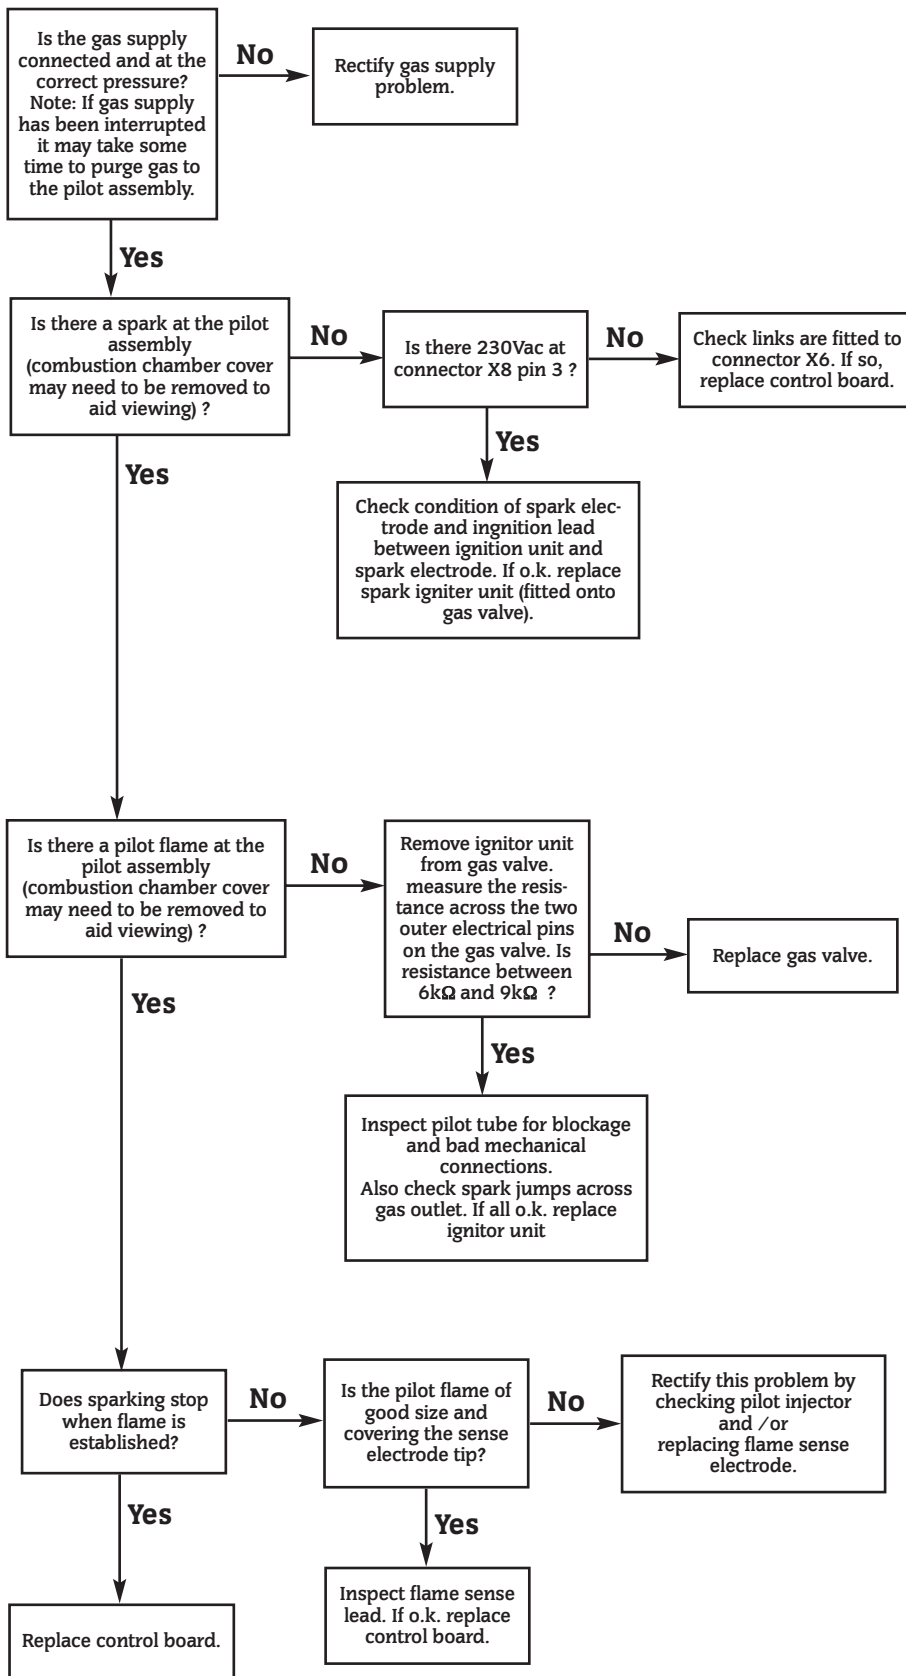 Is the gas supply
connected and at the
correct pressure?
Note: If gas supply
has been interrupted
it may take some
time to purge gas to
the pilot assembly.
No
Rectify gas supply
problem.
Yes
Is there a spark at the pilot
assembly
(combustion chamber cover
may need to be removed to
aid viewing) ?
No
Is there 230Vac at
connector X8 pin 3 ?
No
Check links are fitted to
connector X6. If so,
replace control board.
Yes
Check condition of spark elec-
trode and ingnition lead
between ignition unit and
spark electrode. If o.k. replace
spark igniter unit (fitted onto
gas valve).
Yes
Is there a pilot flame at the
pilot assembly
(combustion chamber cover
may need to be removed to
aid viewing) ?
No
Remove ignitor unit
from gas valve.
measure the resis-
tance across the two
outer electrical pins
on the gas valve. Is
resistance between
6kΩ and 9kΩ ?
No
Replace gas valve.
Yes
Inspect pilot tube for blockage
and bad mechanical
connections.
Also check spark jumps across
gas outlet. If all o.k. replace
ignitor unit
Yes
Does sparking stop
when flame is
established?
No
Is the pilot flame of
good size and
covering the sense
electrode tip?
No
Rectify this problem by
checking pilot injector
and /or
replacing flame sense
electrode.
Yes
Inspect flame sense
lead. If o.k. replace
control board.
Yes
Replace control board.